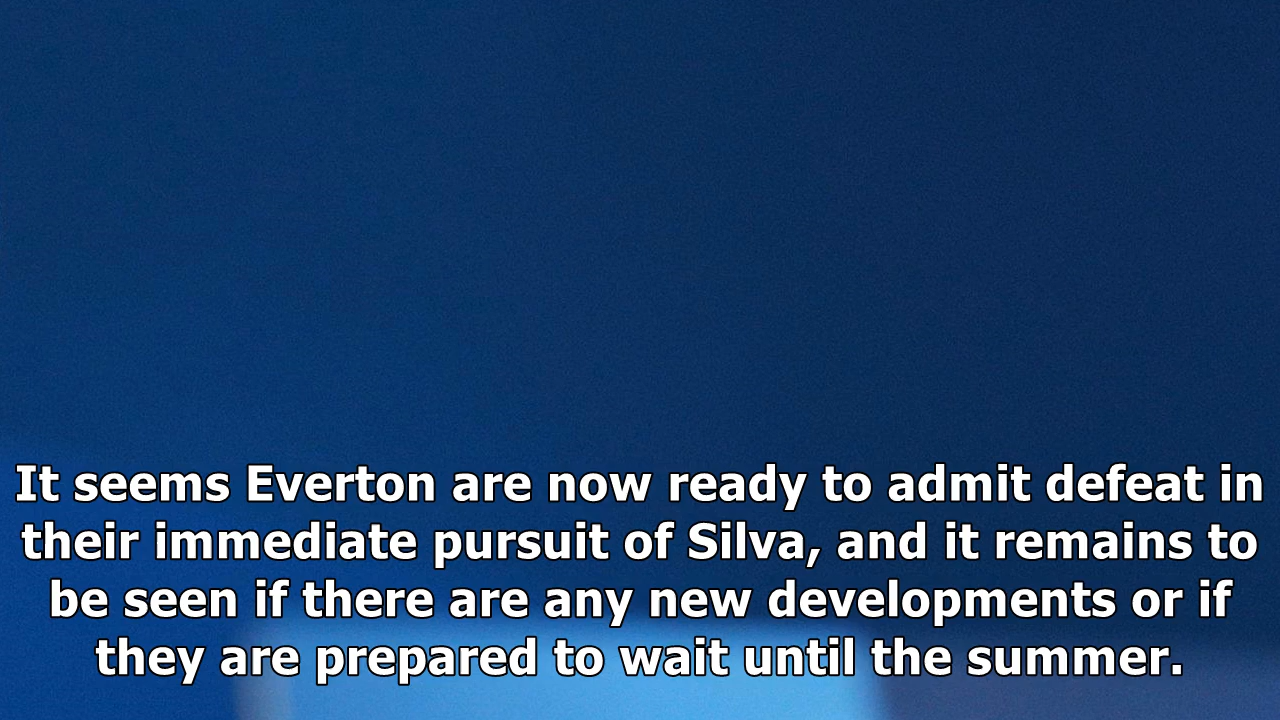 It seems Everton are now ready to admit defeat in
their immediate pursuit of Silva, and it remains to
be seen if there are any new developments or if
they are prepared to wait until the summer.